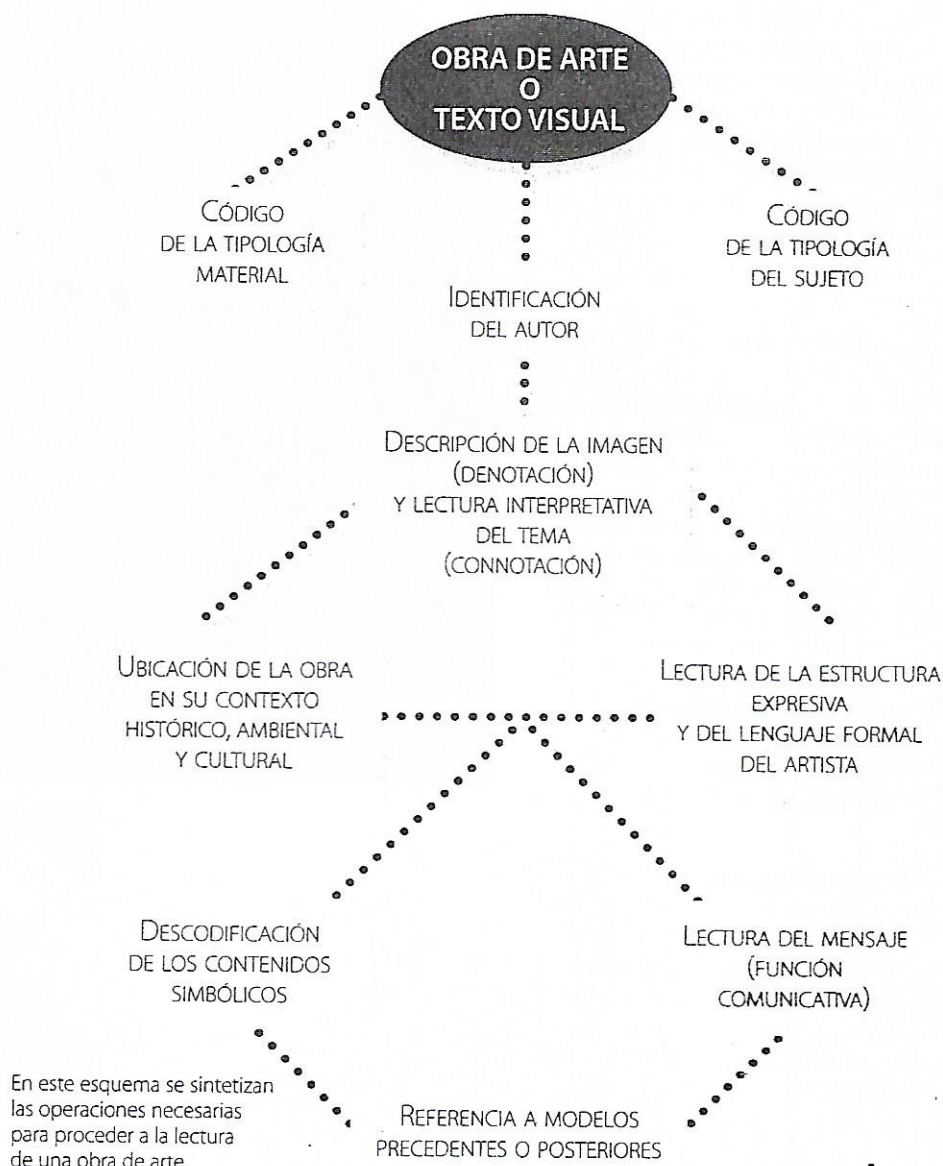 OBRA DE ARTE
O
TEXTO VISUAL
CÓDIGO
DE LA TIPOLOGÍA
MATERIAL
CÓDIGO
DE LA TIPOLOGÍA
DEL SUJETO
IDENTIFICACIÓN
DEL AUTOR
DESCRIPCIÓN DE LA IMAGEN
(DENOTACIÓN)
Y LECTURA INTERPRETATIVA
DEL TEMA
(CONNOTACIÓN)
UBICACIÓN DE LA OBRA
EN SU CONTEXTO
HISTÓRICO, AMBIENTAL
Y CULTURAL
LECTURA DE LA ESTRUCTURA
EXPRESIVA
Y DEL LENGUAJE FORMAL
DEL ARTISTA
DESCODIFICACIÓN
DE LOS CONTENIDOS
SIMBÓLICOS
LECTURA DEL MENSAJE
(FUNCIÓN
COMUNICATIVA)
En este esquema se sintetizan
las operaciones necesarias
para proceder a la lectura
de una obra de arte
REFERENCIA A MODELOS
PRECEDENTES O POSTERIORES